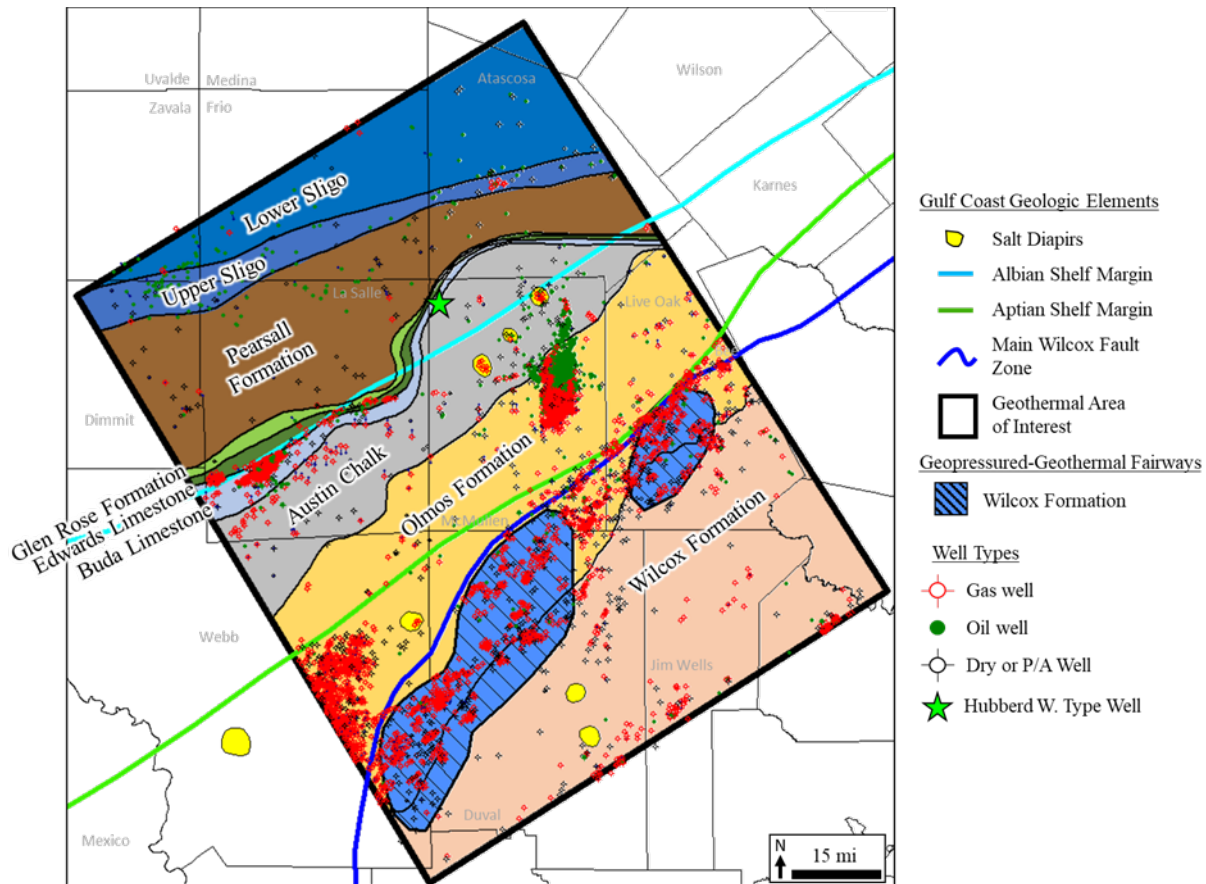 Uvalde
Medina
Atascosa
Wilson
Zavala
Frio
Karnes
Lower Sligo
Upper Sligo
La Salle
Live Oak
Pearsall
Formation
Dimmit
Glen Rose Formation
Edwards Limestone
Buda Limestone
Austin Chalk
Olmos Formation
McMullen
Wilcox Formation
Webb
Jim Wells
Duval
Mexico
N
15 mi
Gulf Coast Geologic Elements
Salt Diapirs
Albian Shelf Margin
Aptian Shelf Margin
Main Wilcox Fault
Zone
Geothermal Area
of Interest
Geopressured-Geothermal Fairways
Wilcox Formation
Well Types
Gas well
Oil well
Dry or P/A Well
Hubberd W. Type Well